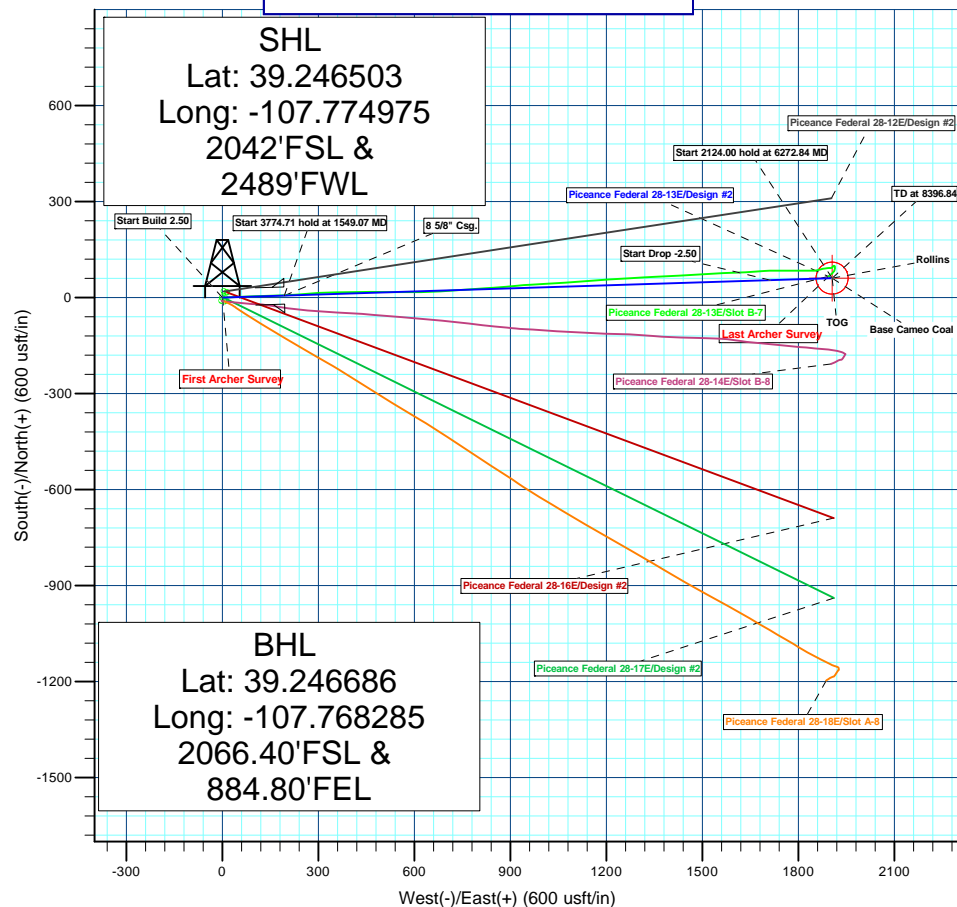 SHL
Lat: 39.246503
Long: -107.774975
2042'FSL &
2489'FWL
Piceance Federal 28-12E/Design #2
Start 2124.00 hold at 6272.84 MD
Piceance Federal 28-13E/Design #2
TD at 8396.84
Start Build 2.50
Start 3774.71 hold at 1549.07 MD
8 5/8" Csg.
Start Drop -2.50
Rollins
Piceance Federal 28-13E/Slot B-7
Last Archer Survey
TOG
Base Cameo Coal
First Archer Survey
Piceance Federal 28-14E/Slot B-8
Piceance Federal 28-16E/Design #2
Piceance Federal 28-17E/Design #2
Piceance Federal 28-18E/Slot A-8
BHL
Lat: 39.246686
Long: -107.768285
2066.40'FSL &
884.80'FEL
600
300
0
-300
-600
-900
-1200
-1500
South(-)/North(+) (600 usft/in)
-300 0 300 600 900 1200 1500 1800 2100
West(-)/East(+) (600 usft/in)